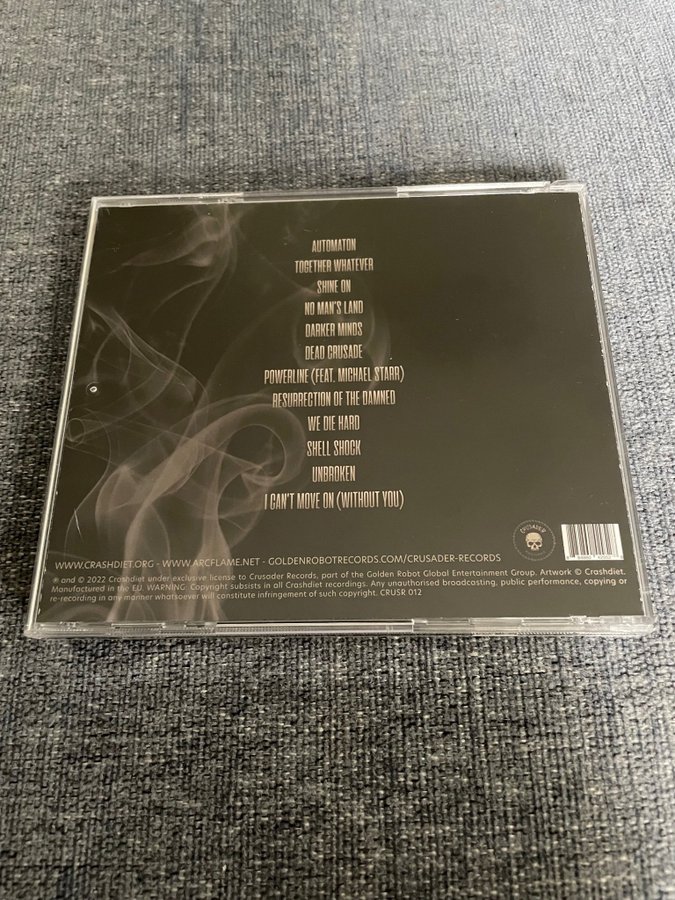 AUTOMATON
TOGETHER WHATEVER
SHINE ON
NO MAN'S LAND
DARKER MINDS
DEAD CRUSADE
POWERLINE (FEAT. MICHAEL STARR)
RESURRECTION OF THE DAMNED
WE DIE HARD
SHELL SHOCK
UNBROKEN
I CAN'T MOVE ON (WITHOUT YOU)
CRUSADER
WWW.CRASHDIET.ORG - WWW.ARCFLAME.NET - GOLDENROBOTRECORDS.COM/CRUSADER-RECORDS
℗ and © 2022 Crashdiet under exclusive license to Crusader Records, part of the Golden Robot Global Entertainment Group. Artwork © Crashdiet.
Manufactured in the EU. WARNING: Copyright subsists in all Crashdiet recordings. Any unauthorised broadcasting, public performance, copying or
re-recording in any manner whatsoever will constitute infringement of such copyright. CRUSR 012